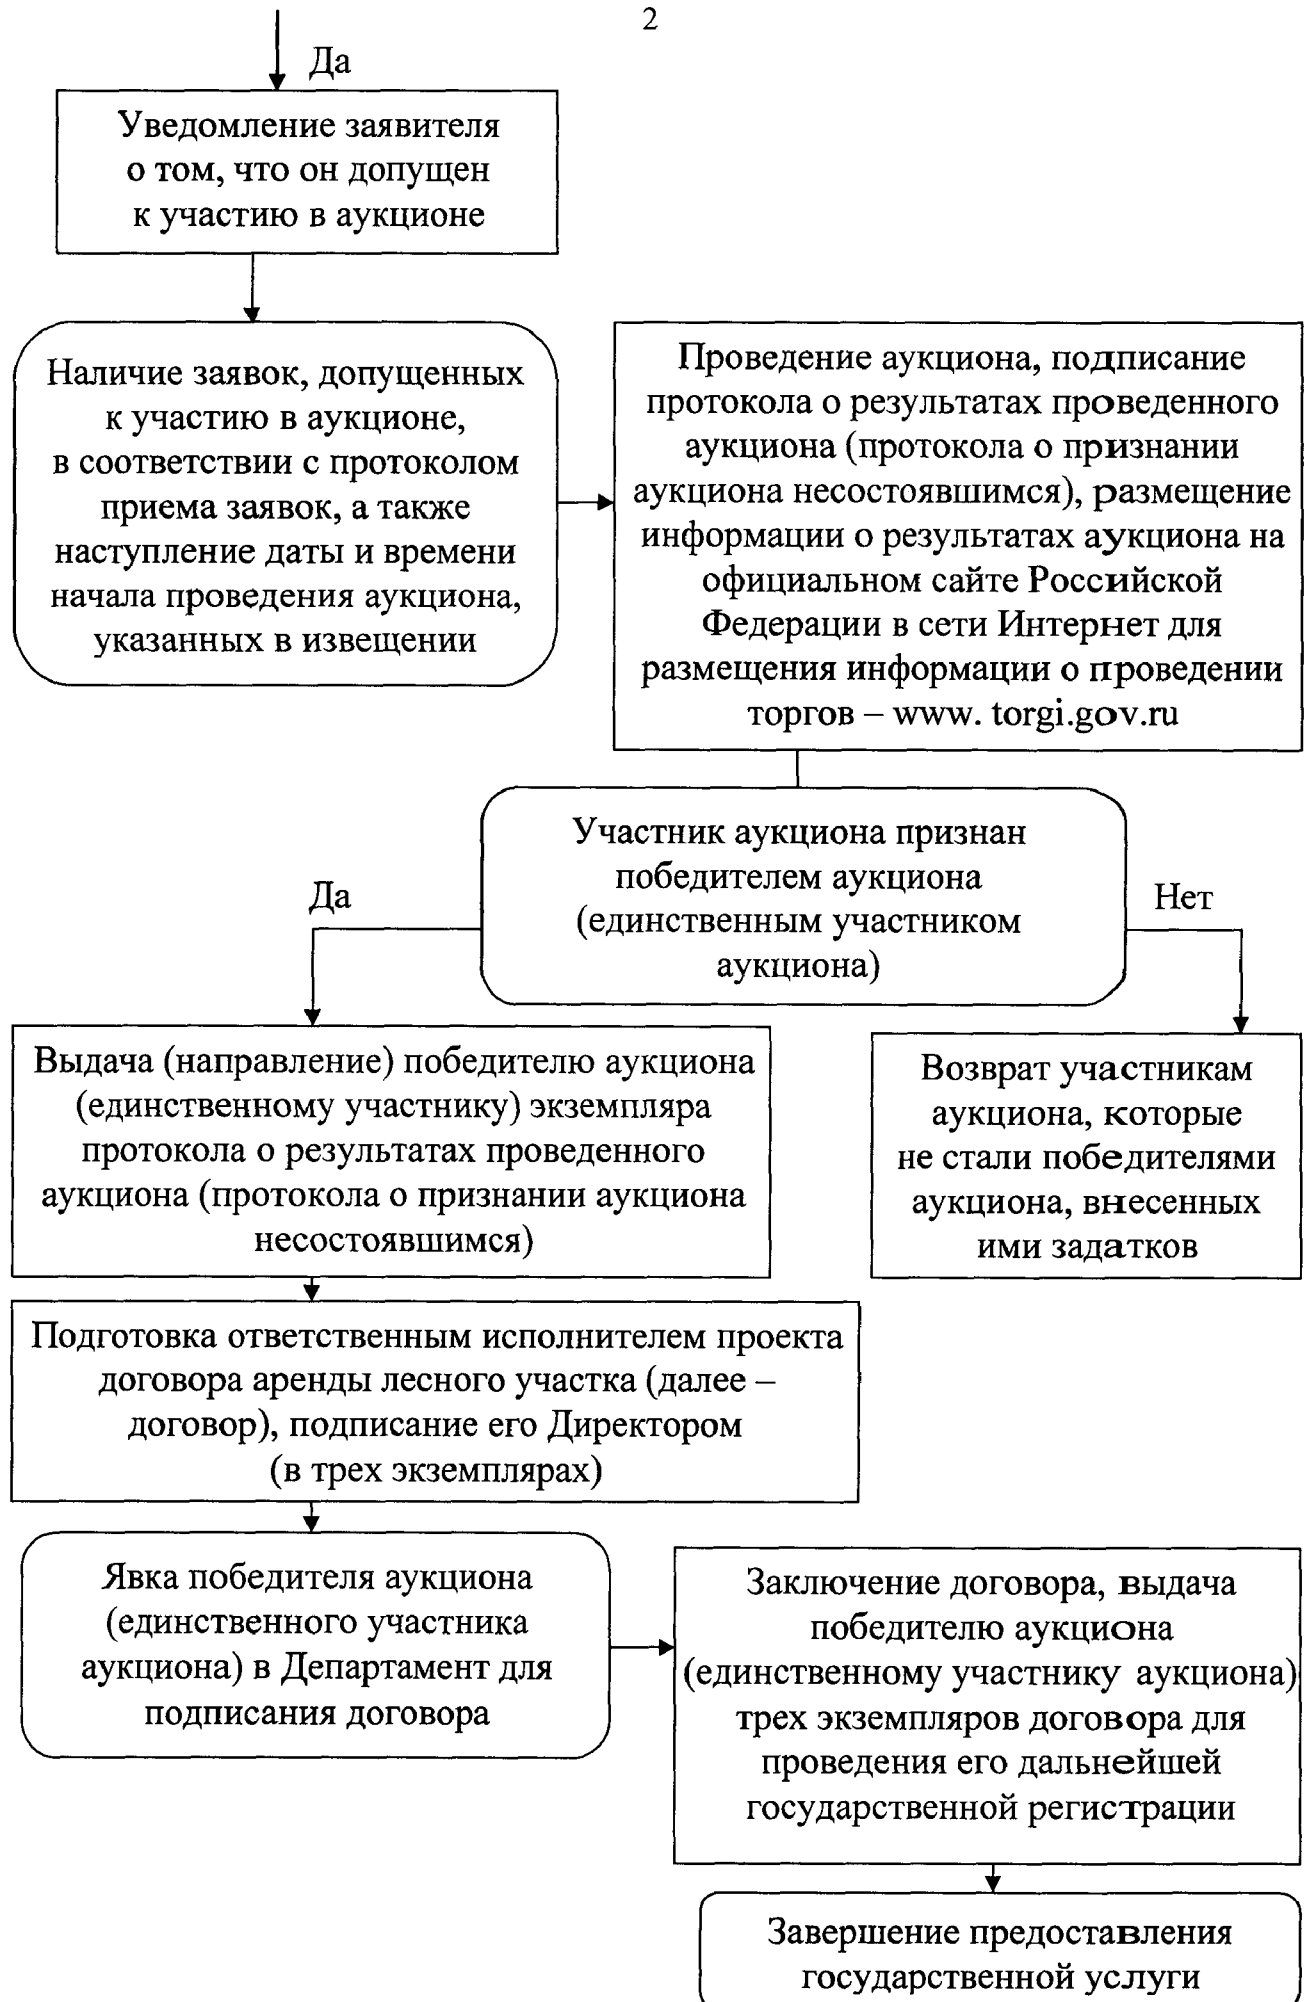 2
Да
Уведомление заявителя
о том, что он допущен
к участию в аукционе
Наличие заявок, допущенных
к участию в аукционе,
в соответствии с протоколом
приема заявок, а также
наступление даты и времени
начала проведения аукциона,
указанных в извещении
Проведение аукциона, подписание
протокола о результатах проведенного
аукциона (протокола о признании
аукциона несостоявшимся), размещение
информации о результатах аукциона на
официальном сайте Российской
Федерации в сети Интернет для
размещения информации о проведении
торгов – www. torgi.gov.ru
Участник аукциона признан
победителем аукциона
(единственным участником
аукциона)
Да
Нет
Выдача (направление) победителю аукциона
(единственному участнику) экземпляра
протокола о результатах проведенного
аукциона (протокола о признании аукциона
несостоявшимся)
Возврат участникам
аукциона, которые
не стали победителями
аукциона, внесенных
ими задатков
Подготовка ответственным исполнителем проекта
договора аренды лесного участка (далее –
договор), подписание его Директором
(в трех экземплярах)
Явка победителя аукциона
(единственного участника
аукциона) в Департамент для
подписания договора
Заключение договора, выдача
победителю аукциона
(единственному участнику аукциона)
трех экземпляров договора для
проведения его дальнейшей
государственной регистрации
Завершение предоставления
государственной услуги